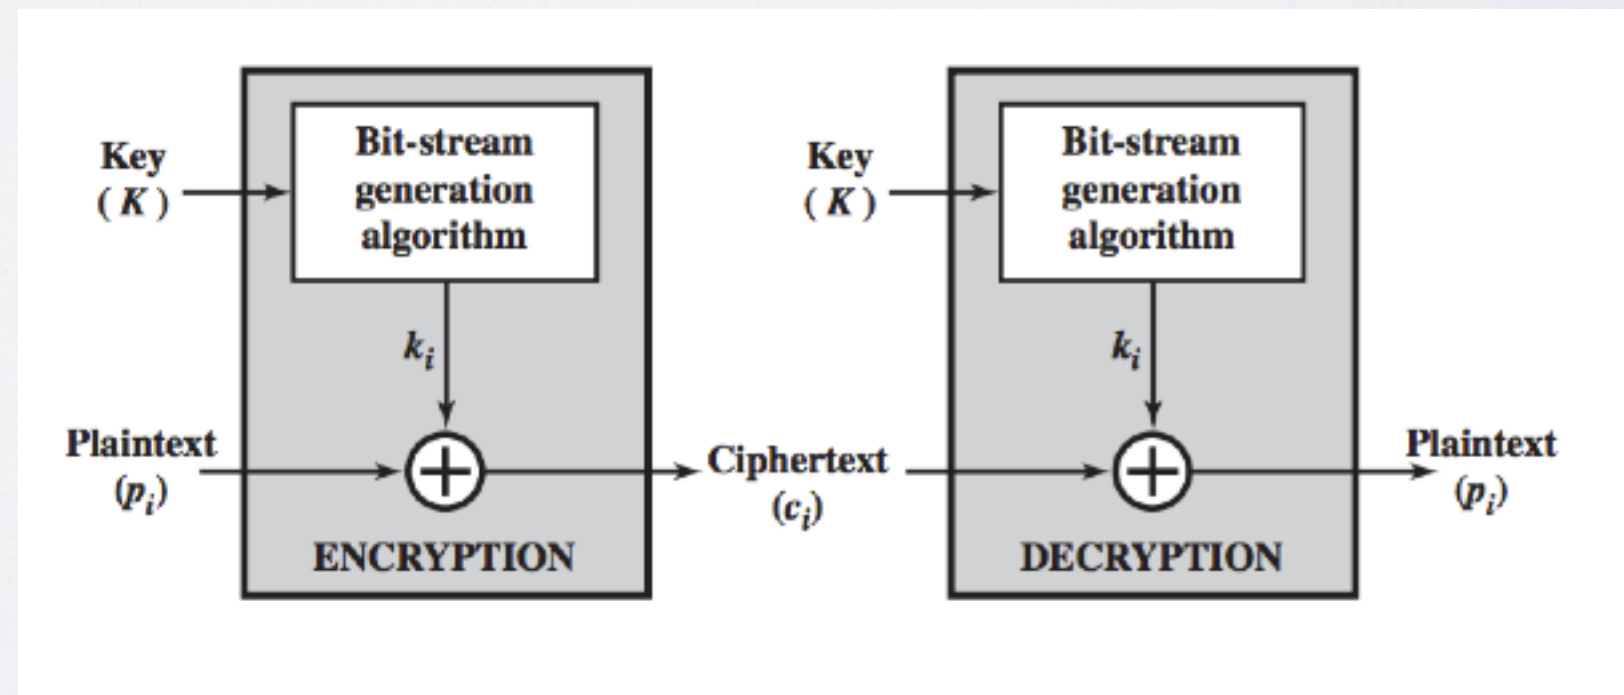 Key
( K )
Bit-stream
generation
algorithm
k_i
Plaintext
(p_i)
ENCRYPTION
Ciphertext
(c_i)
Key
( K )
Bit-stream
generation
algorithm
k_i
DECRYPTION
Plaintext
(p_i)